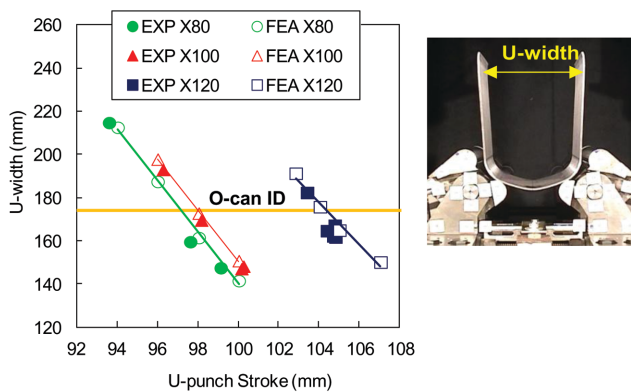 260
240
220
200
180
160
140
120
U-width (mm)
EXP X80 FEA X80
EXP X100 FEA X100
EXP X120 FEA X120
O-can ID
92 94 96 98 100 102 104 106 108
U-punch Stroke (mm)
U-width